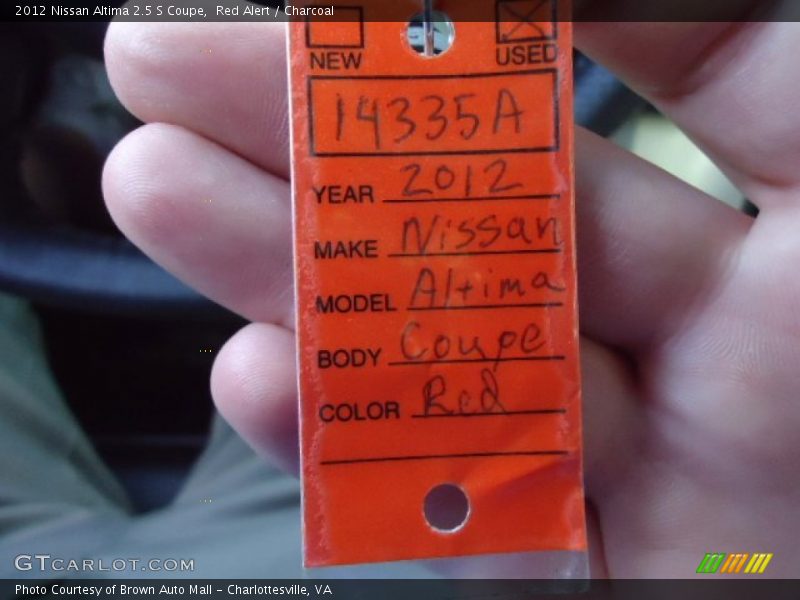 2012 Nissan Altima 2.5 S Coupe, Red Alert / Charcoal
NEW USED
14335A
YEAR 2012
MAKE Nissan
MODEL Altima
BODY Coupe
COLOR Red
GTCARLOT.COM
Photo Courtesy of Brown Auto Mall - Charlottesville, VA